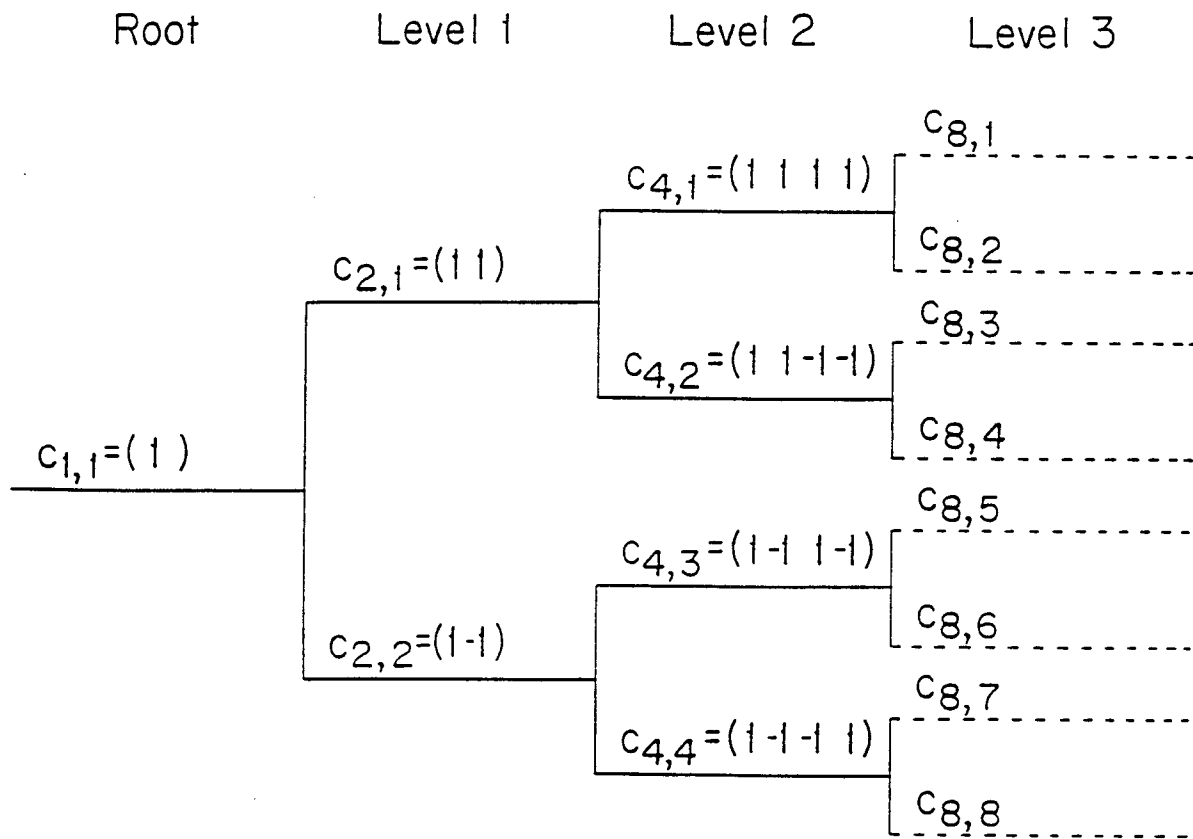 Root Level 1 Level 2 Level 3
c8,1
c4,1=(1 1 1 1)
c8,2
c2,1=(1 1)
c8,3
c4,2=(1 1-1-1)
c8,4
c1,1=(1)
c8,5
c4,3=(1-1 1-1)
c8,6
c2,2=(1-1)
c8,7
c4,4=(1-1-1 1)
c8,8